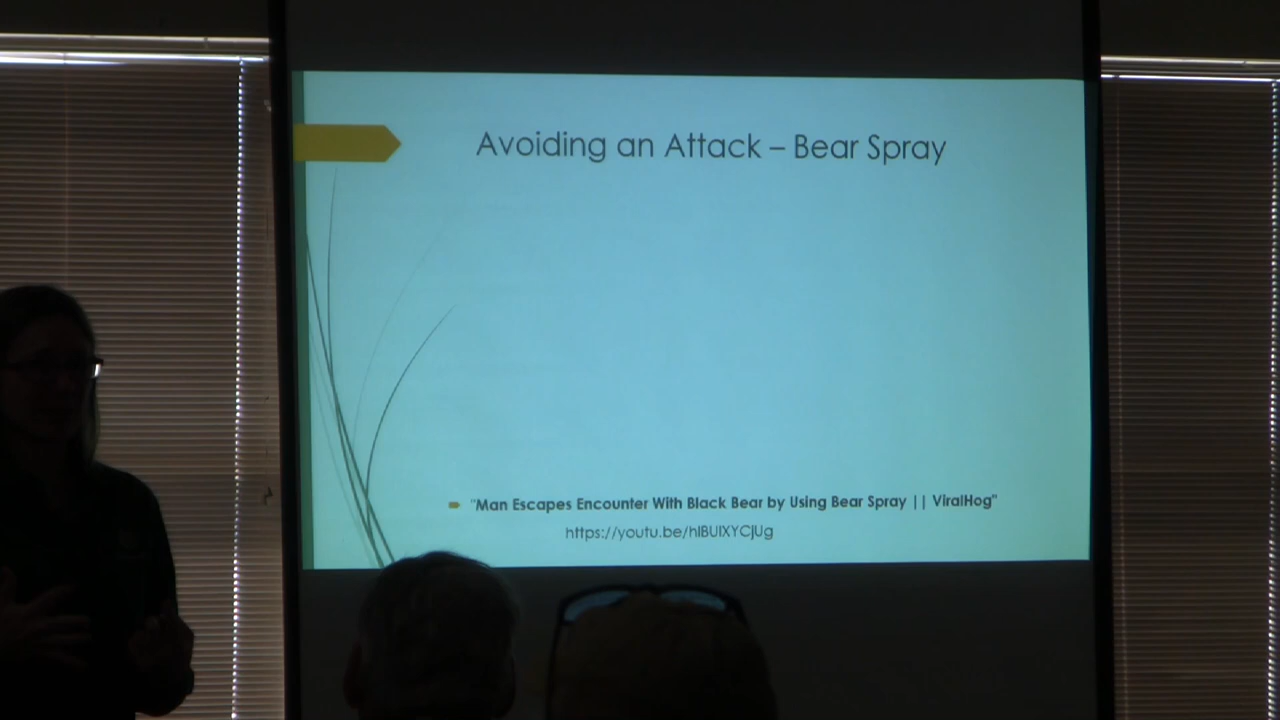 Avoiding an Attack – Bear Spray
"Man Escapes Encounter With Black Bear by Using Bear Spray || ViralHog"
https://youtu.be/hIBUIXYCjUg